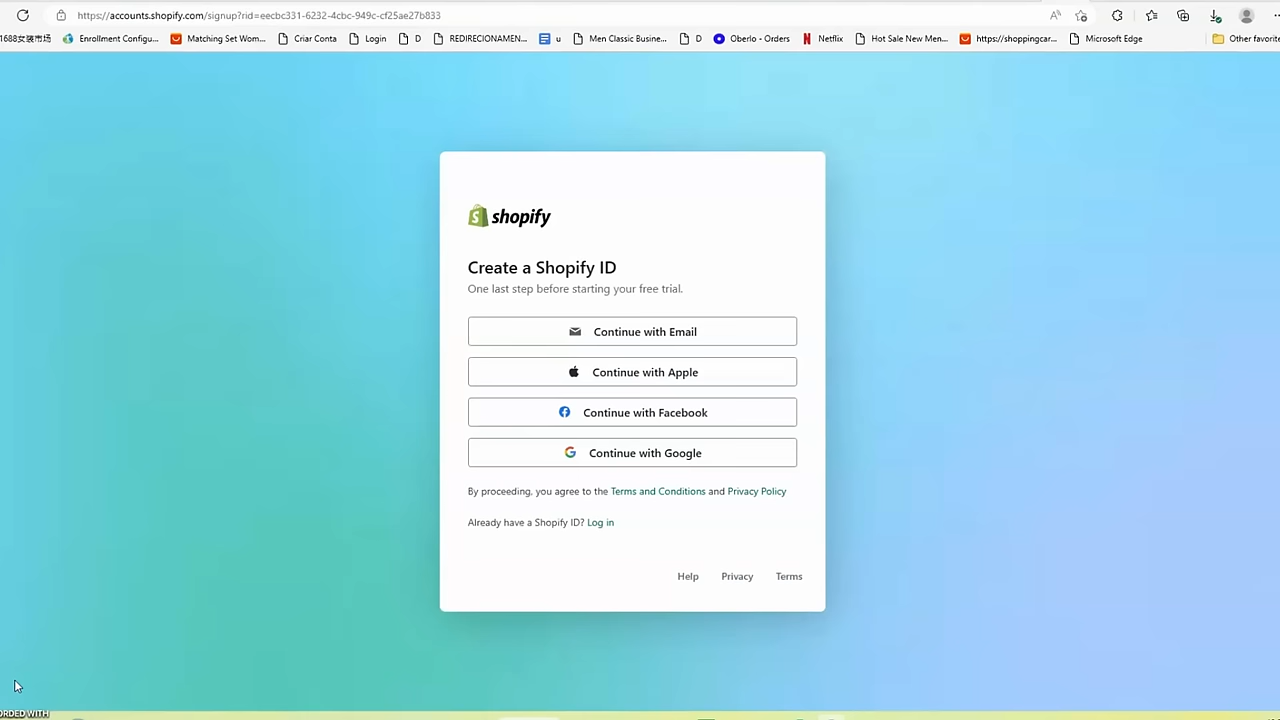 https://accounts.shopify.com/signup?rid=eecbc331-6232-4cbc-949c-cf25ae27b833
1688女装市场 Enrollment Configu... Matching Set Wom... Criar Conta Login D REDIRECIONAMEN... u Men Classic Busine... D Oberlo - Orders Netflix Hot Sale New Men... https://shoppingcar... Microsoft Edge Other favorite
shopify
Create a Shopify ID
One last step before starting your free trial.
Continue with Email
Continue with Apple
Continue with Facebook
Continue with Google
By proceeding, you agree to the Terms and Conditions and Privacy Policy
Already have a Shopify ID? Log in
Help Privacy Terms
ORDED WITH